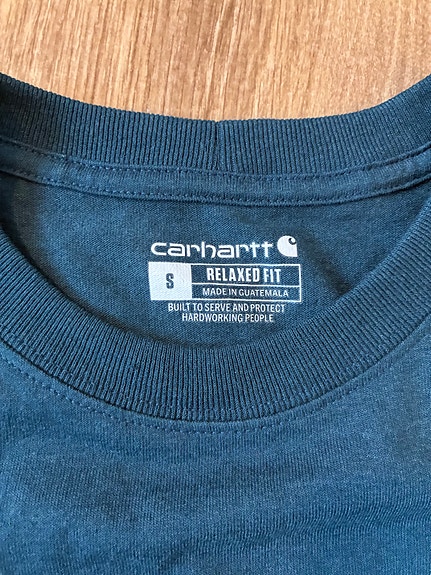 carhartt
S RELAXED FIT
MADE IN GUATEMALA
BUILT TO SERVE AND PROTECT
HARDWORKING PEOPLE